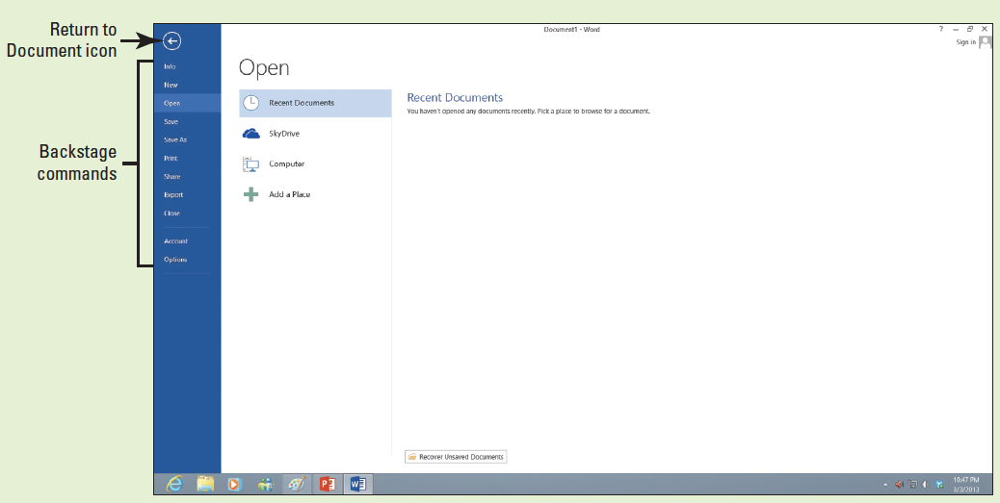 Return to
Document icon
Backstage
commands
Document1 - Word
?
Sign in
Info
New
Open
Save
Save As
Print
Share
Export
Close
Account
Options
Open
Recent Documents
SkyDrive
Computer
Add a Place
Recent Documents
You haven't opened any documents recently. Pick a place to browse for a document.
Recover Unsaved Documents
10:47 PM
3/3/2013